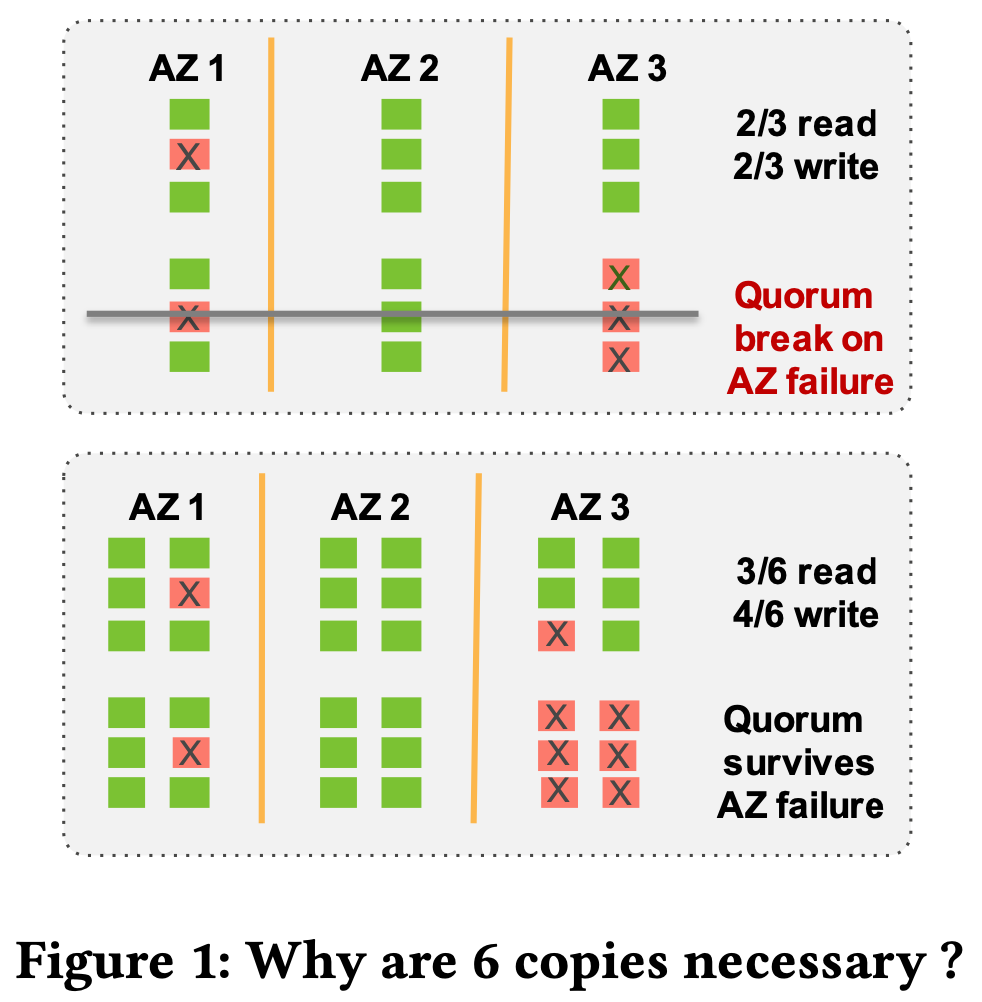 AZ 1
AZ 2
AZ 3
X
2/3 read
2/3 write
X
X
X
X
Quorum
break on
AZ failure
AZ 1
AZ 2
AZ 3
X
X
3/6 read
4/6 write
X
X X
X X
X X
Quorum
survives
AZ failure
Figure 1: Why are 6 copies necessary ?